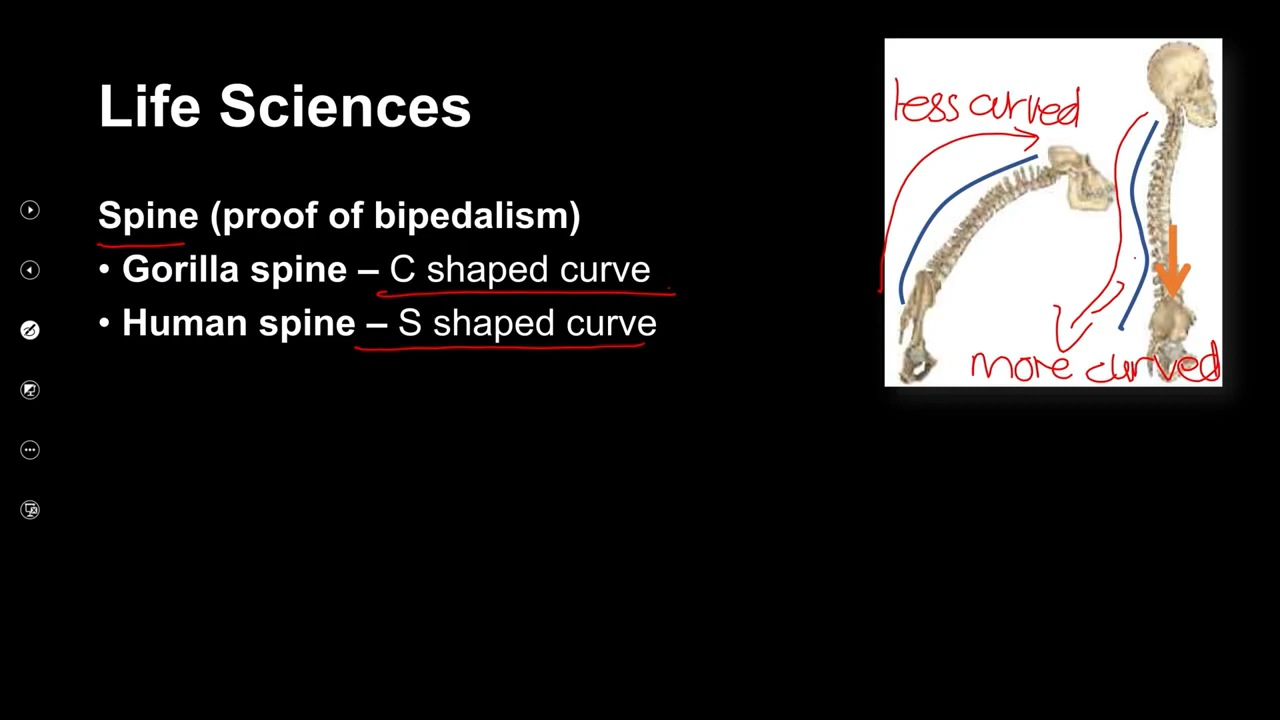 Life Sciences
Spine (proof of bipedalism)
• Gorilla spine – C shaped curve
• Human spine – S shaped curve
less curved
more curved